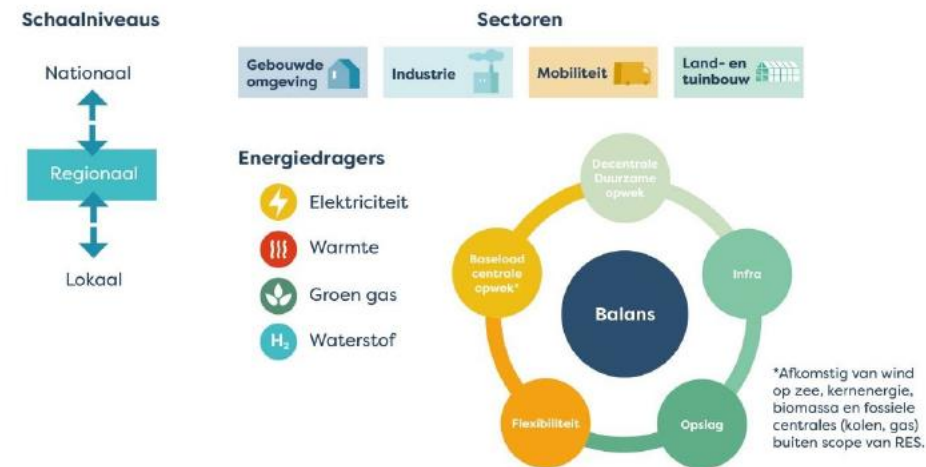 Schaalniveaus
Nationaal
Regionaal
Lokaal
Sectoren
Gebouwde
omgeving
Industrie
Mobiliteit
Land- en
tuinbouw
Energiedragers
Elektriciteit
Warmte
Groen gas
H₂
Waterstof
Decentrale
Duurzame
opwek
Baseload
centrale
opwek*
Infra
Balans
Flexibiliteit
Opslag
*Afkomstig van wind
op zee, kernenergie,
biomassa en fossiele
centrales (kolen, gas)
buiten scope van RES.